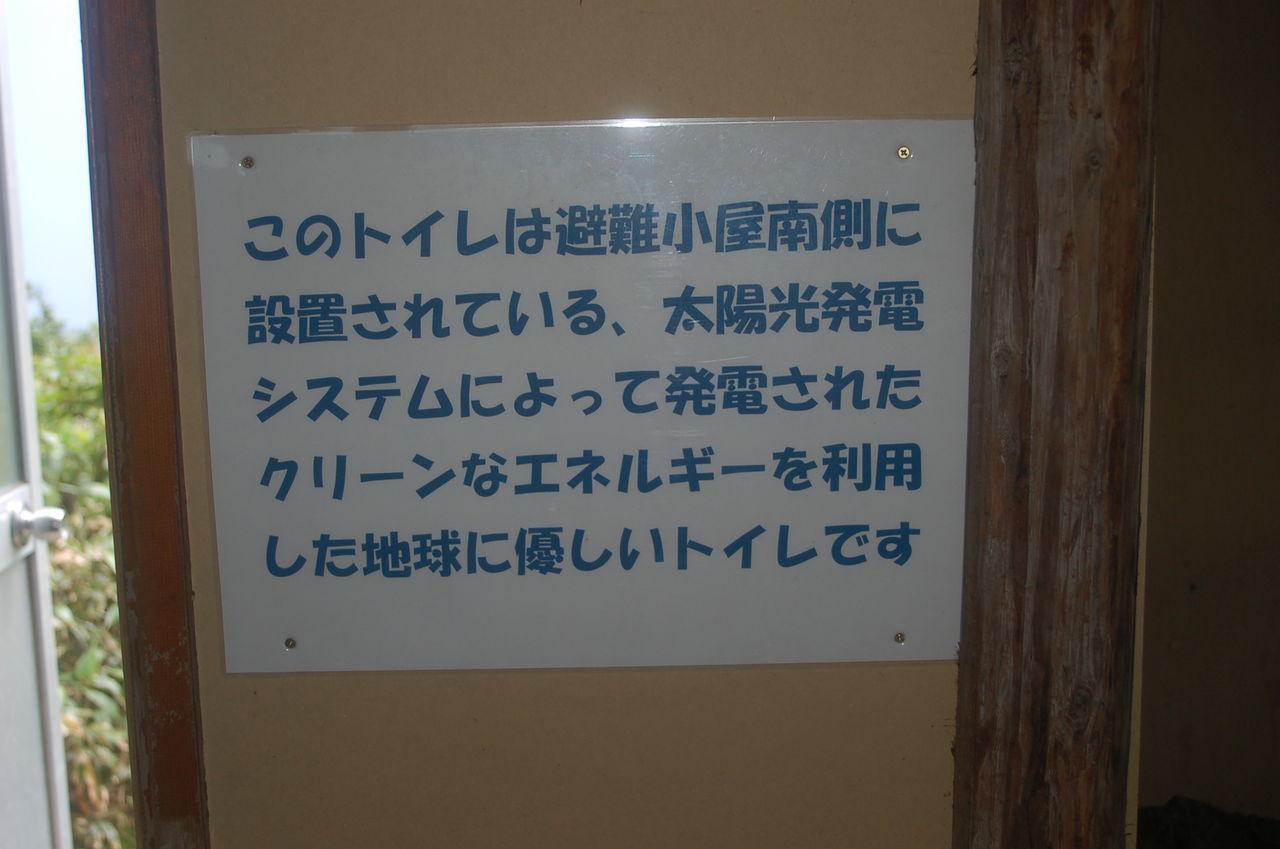 このトイレは避難小屋南側に
設置されている、太陽光発電
システムによって発電された
クリーンなエネルギーを利用
した地球に優しいトイレです